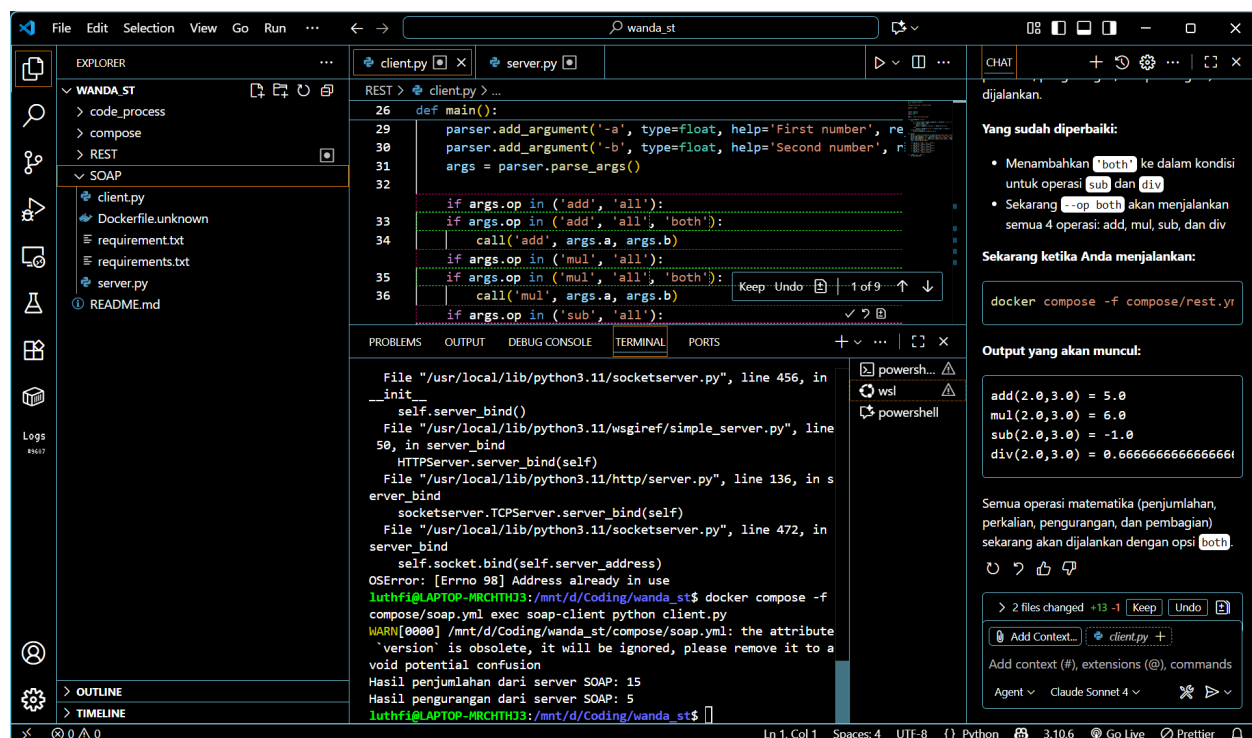 File Edit Selection View Go Run ···
wanda_st
EXPLORER
WANDA_ST
code_process
compose
REST
SOAP
client.py
Dockerfile.unknown
requirement.txt
requirements.txt
server.py
README.md
OUTLINE
TIMELINE
Logs
client.py
server.py
REST > client.py > ...
26 def main():
29 parser.add_argument('-a', type=float, help='First number', re
30 parser.add_argument('-b', type=float, help='Second number', r
31 args = parser.parse_args()
32
if args.op in ('add', 'all'):
33 if args.op in ('add', 'all', 'both'):
34 call('add', args.a, args.b)
if args.op in ('mul', 'all'):
35 if args.op in ('mul', 'all', 'both'):
36 call('mul', args.a, args.b)
if args.op in ('sub', 'all'):
Keep Undo 1 of 9
PROBLEMS OUTPUT DEBUG CONSOLE TERMINAL PORTS
File "/usr/local/lib/python3.11/socketserver.py", line 456, in
__init__
self.server_bind()
File "/usr/local/lib/python3.11/wsgiref/simple_server.py", line
50, in server_bind
HTTPServer.server_bind(self)
File "/usr/local/lib/python3.11/http/server.py", line 136, in s
erver_bind
socketserver.TCPServer.server_bind(self)
File "/usr/local/lib/python3.11/socketserver.py", line 472, in
server_bind
self.socket.bind(self.server_address)
OSError: [Errno 98] Address already in use
luthfi@LAPTOP-MRCHTHJ3:/mnt/d/Coding/wanda_st$ docker compose -f
compose/soap.yml exec soap-client python client.py
WARN[0000] /mnt/d/Coding/wanda_st/compose/soap.yml: the attribute
`version` is obsolete, it will be ignored, please remove it to a
void potential confusion
Hasil penjumlahan dari server SOAP: 15
Hasil pengurangan dari server SOAP: 5
luthfi@LAPTOP-MRCHTHJ3:/mnt/d/Coding/wanda_st$
powersh...
wsl
powershell
CHAT
dijalankan.
Yang sudah diperbaiki:
• Menambahkan 'both' ke dalam kondisi
untuk operasi sub dan div
• Sekarang --op both akan menjalankan
semua 4 operasi: add, mul, sub, dan div
Sekarang ketika Anda menjalankan:
docker compose -f compose/rest.y
Output yang akan muncul:
add(2.0,3.0) = 5.0
mul(2.0,3.0) = 6.0
sub(2.0,3.0) = -1.0
div(2.0,3.0) = 0.666666666666666
Semua operasi matematika (penjumlahan,
perkalian, pengurangan, dan pembagian)
sekarang akan dijalankan dengan opsi both.
2 files changed +13 -1 Keep Undo
Add Context... client.py +
Add context (#), extensions (@), commands
Agent Claude Sonnet 4
0 0 Ln 1, Col 1 Spaces: 4 UTF-8 {} Python 3.10.6 Go Live Prettier